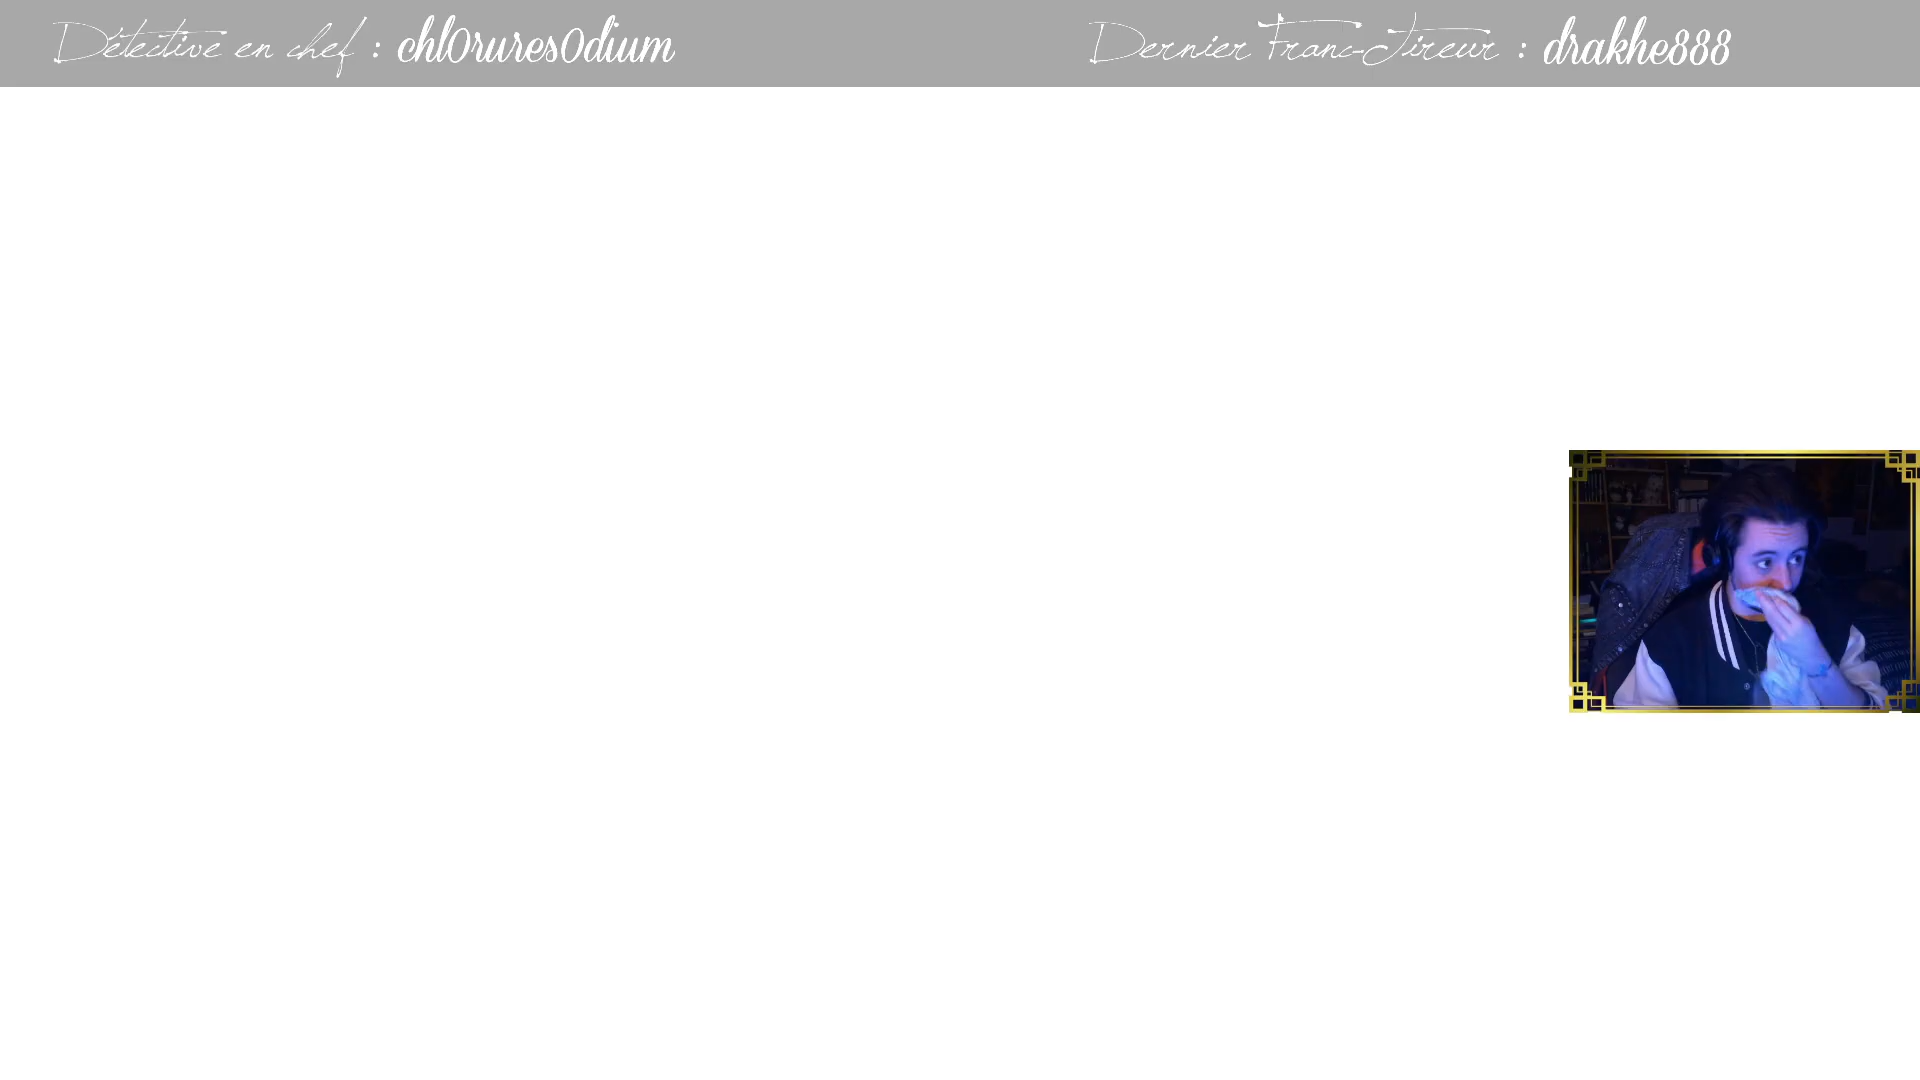 Détective en chef : chl0rures0dium
Dernier Franc-Tireur : drakhe888